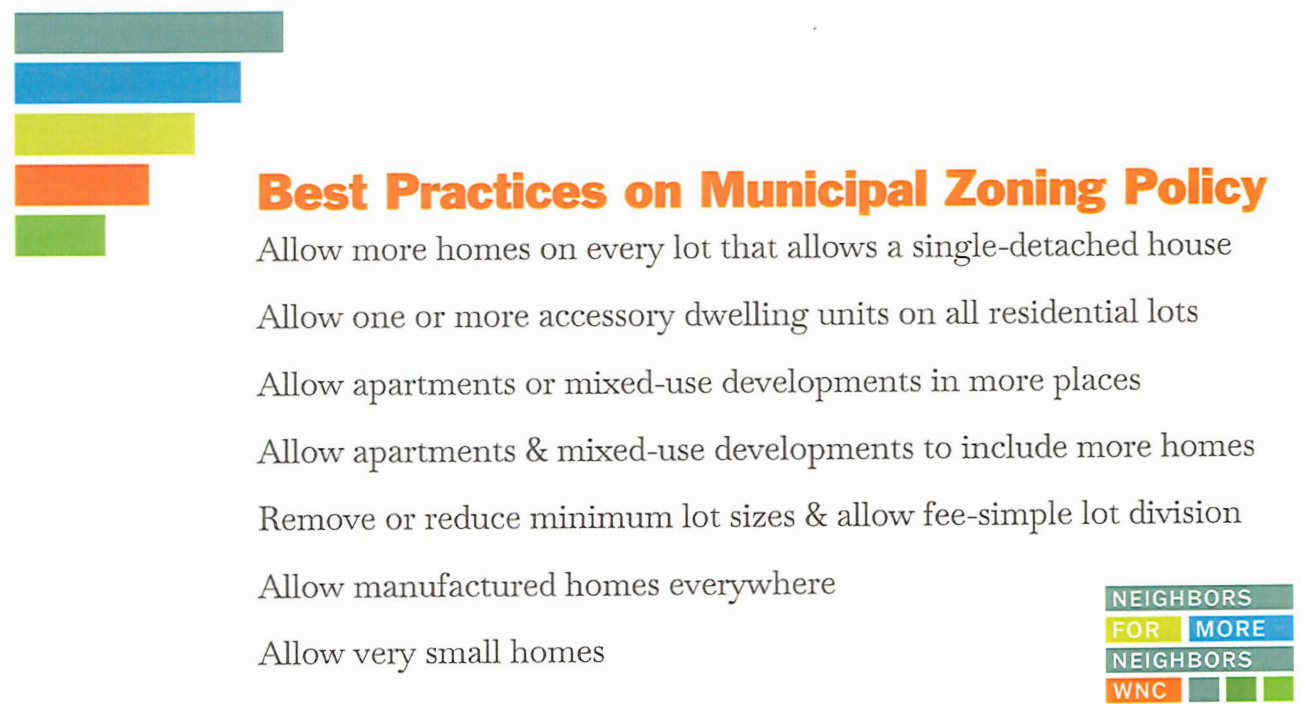 Best Practices on Municipal Zoning Policy
Allow more homes on every lot that allows a single-detached house
Allow one or more accessory dwelling units on all residential lots
Allow apartments or mixed-use developments in more places
Allow apartments & mixed-use developments to include more homes
Remove or reduce minimum lot sizes & allow fee-simple lot division
Allow manufactured homes everywhere
Allow very small homes
NEIGHBORS
FOR MORE
NEIGHBORS
WNC